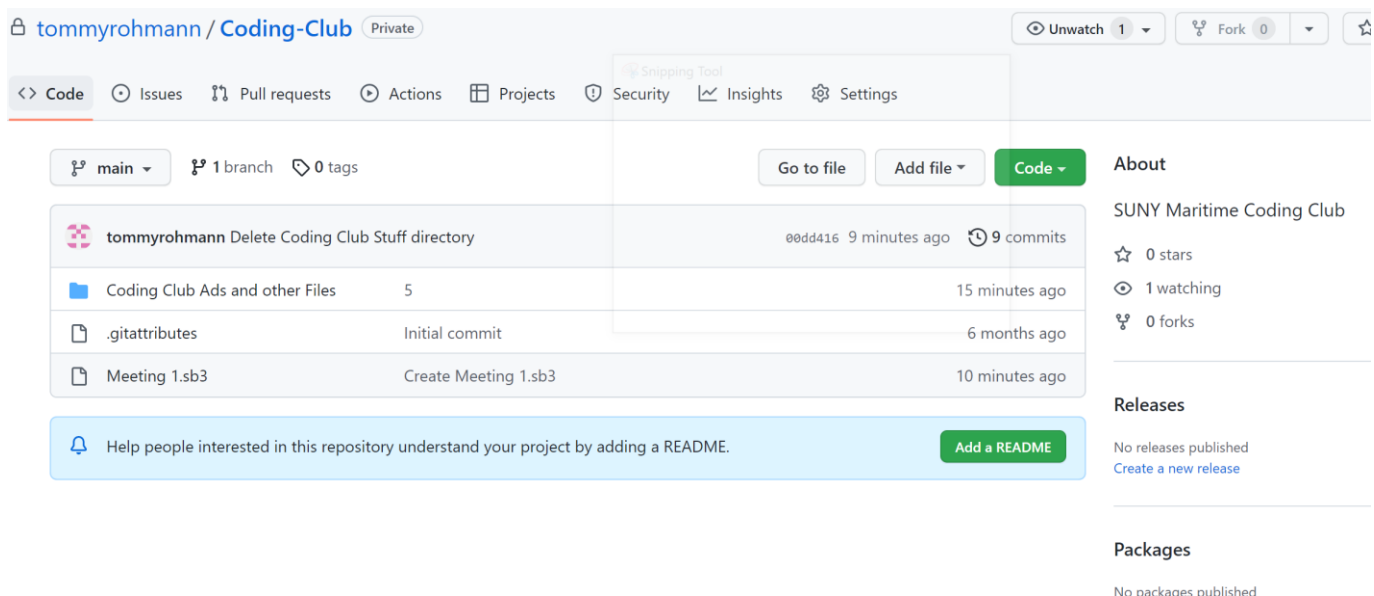 tommyrohmann / Coding-Club Private
Unwatch 1
Fork 0
Snipping Tool
Code Issues Pull requests Actions Projects Security Insights Settings
main 1 branch 0 tags
Go to file Add file Code
tommyrohmann Delete Coding Club Stuff directory 00dd416 9 minutes ago 9 commits
Coding Club Ads and other Files 5 15 minutes ago
.gitattributes Initial commit 6 months ago
Meeting 1.sb3 Create Meeting 1.sb3 10 minutes ago
Help people interested in this repository understand your project by adding a README. Add a README
About
SUNY Maritime Coding Club
0 stars
1 watching
0 forks
Releases
No releases published
Create a new release
Packages
No packages published